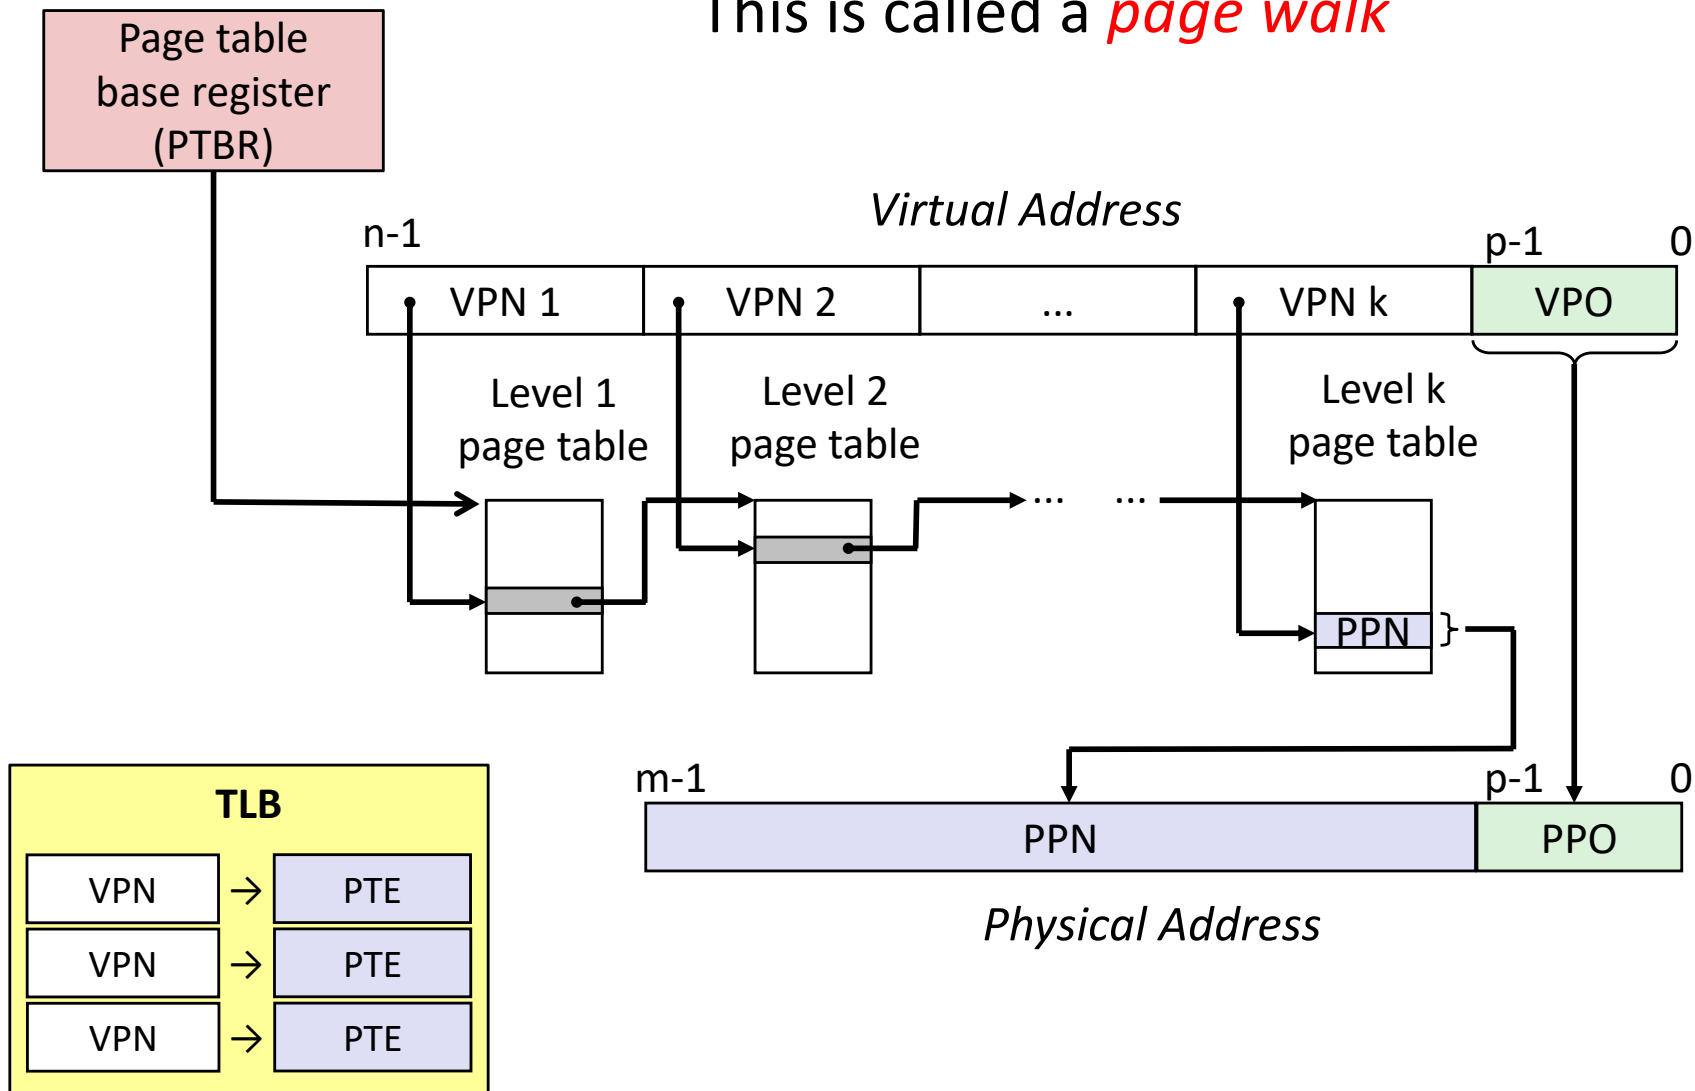 This is called a page walk
Page table
base register
(PTBR)
Virtual Address
n-1
p-1
0
VPN 1
VPN 2
...
VPN k
VPO
Level 1
page table
Level 2
page table
Level k
page table
...
...
PPN
m-1
p-1
0
PPN
PPO
Physical Address
TLB
VPN → PTE
VPN → PTE
VPN → PTE